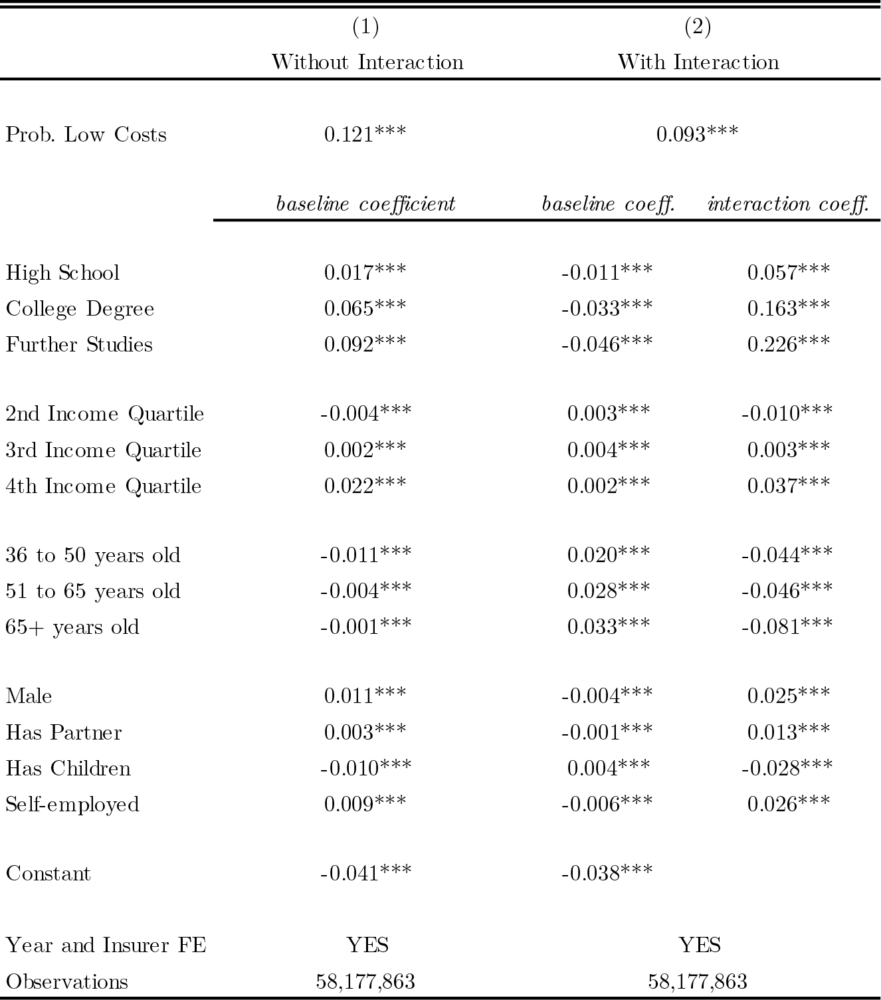 (1) (2)
Without Interaction With Interaction
Prob. Low Costs 0.121*** 0.093***
baseline coefficient baseline coeff. interaction coeff.
High School 0.017*** -0.011*** 0.057***
College Degree 0.065*** -0.033*** 0.163***
Further Studies 0.092*** -0.046*** 0.226***
2nd Income Quartile -0.004*** 0.003*** -0.010***
3rd Income Quartile 0.002*** 0.004*** 0.003***
4th Income Quartile 0.022*** 0.002*** 0.037***
36 to 50 years old -0.011*** 0.020*** -0.044***
51 to 65 years old -0.004*** 0.028*** -0.046***
65+ years old -0.001*** 0.033*** -0.081***
Male 0.011*** -0.004*** 0.025***
Has Partner 0.003*** -0.001*** 0.013***
Has Children -0.010*** 0.004*** -0.028***
Self-employed 0.009*** -0.006*** 0.026***
Constant -0.041*** -0.038***
Year and Insurer FE YES YES
Observations 58,177,863 58,177,863